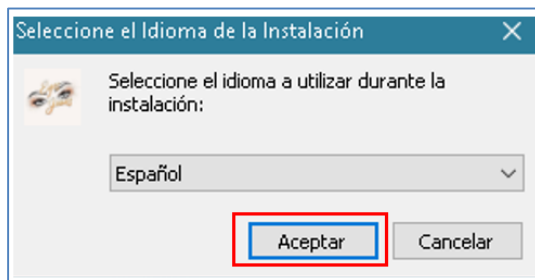 Seleccione el Idioma de la Instalación
Seleccione el idioma a utilizar durante la
instalación:
Español
Aceptar
Cancelar